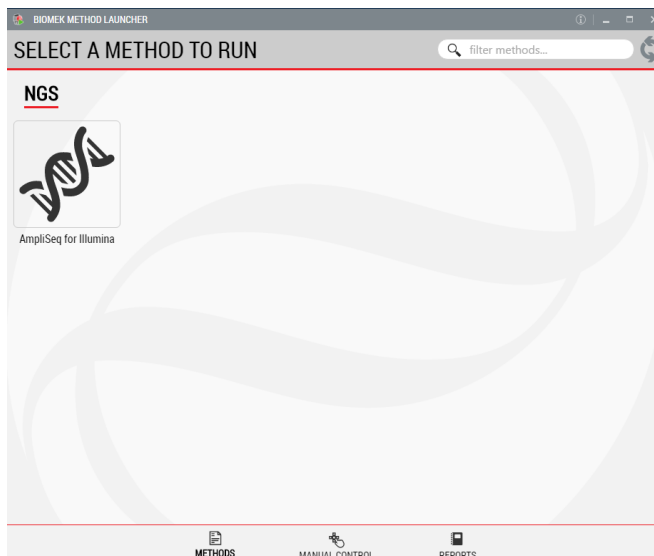 BIOMEK METHOD LAUNCHER
SELECT A METHOD TO RUN
filter methods...
NGS
AmpliSeq for Illumina
METHODS
MANUAL CONTROL
REPORTS